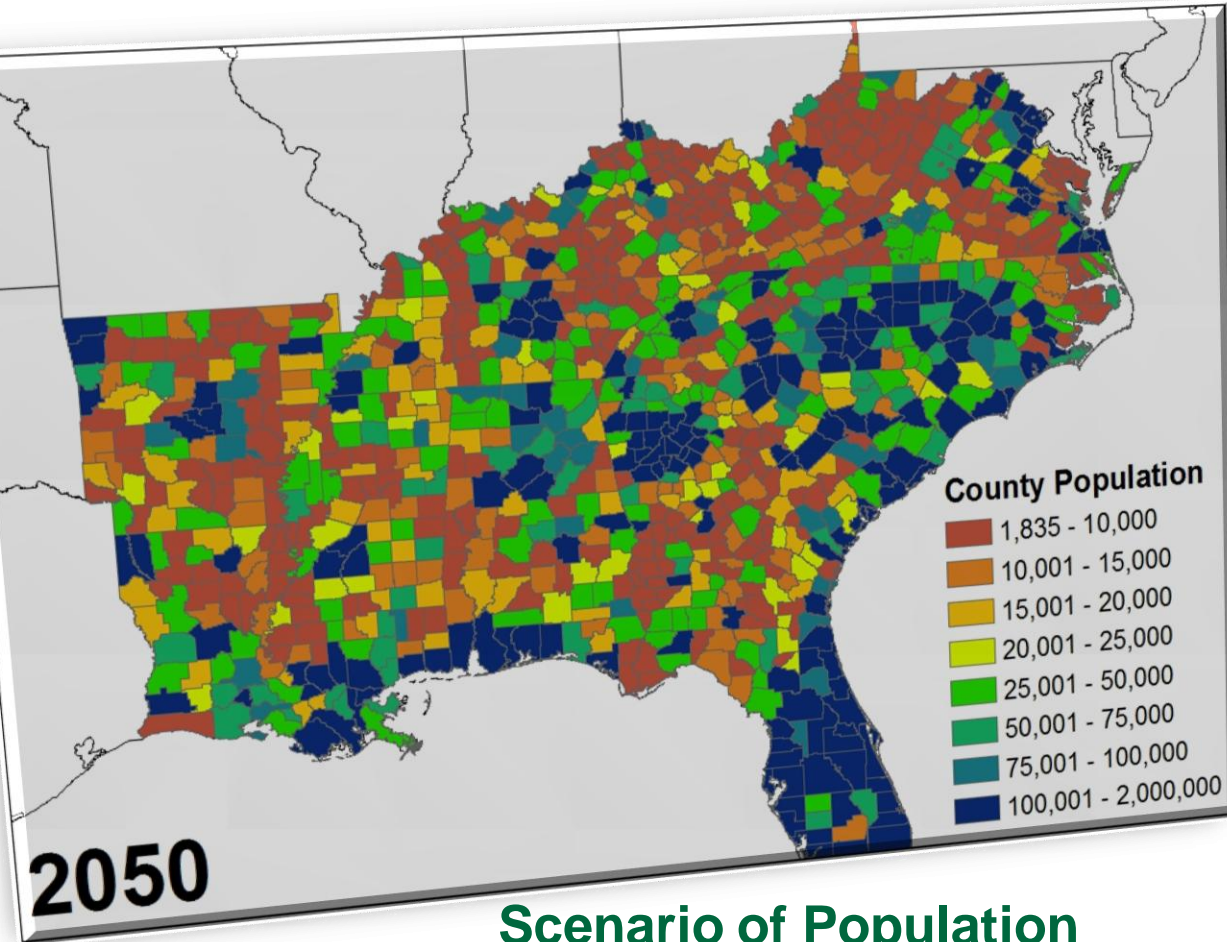 County Population
1,835 - 10,000
10,001 - 15,000
15,001 - 20,000
20,001 - 25,000
25,001 - 50,000
50,001 - 75,000
75,001 - 100,000
100,001 - 2,000,000
2050
Scenario of Population